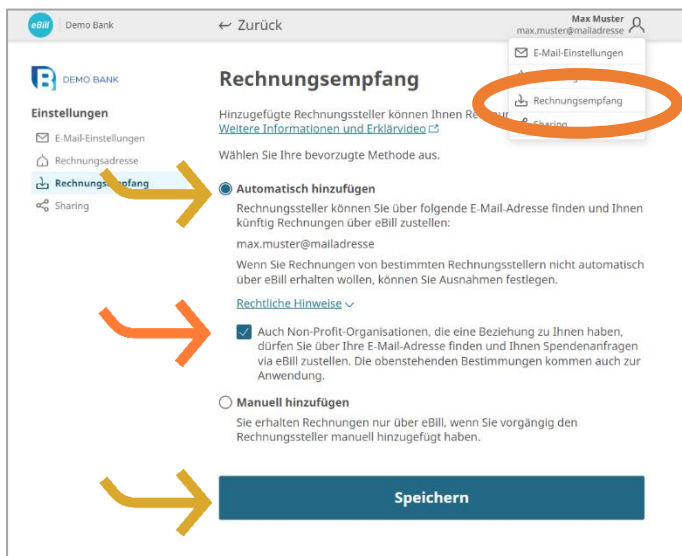 eBill Demo Bank
← Zurück
Max Muster
max.muster@mailadresse
E-Mail-Einstellungen
Rechnungsempfang
Sharing
DEMO BANK
Einstellungen
E-Mail-Einstellungen
Rechnungsadresse
Rechnungsempfang
Sharing
Rechnungsempfang
Hinzugefügte Rechnungssteller können Ihnen
Weitere Informationen und Erklärvideo
Wählen Sie Ihre bevorzugte Methode aus.
Automatisch hinzufügen
Rechnungssteller können Sie über folgende E-Mail-Adresse finden und Ihnen
künftig Rechnungen über eBill zustellen:
max.muster@mailadresse
Wenn Sie Rechnungen von bestimmten Rechnungsstellern nicht automatisch
über eBill erhalten wollen, können Sie Ausnahmen festlegen.
Rechtliche Hinweise
Auch Non-Profit-Organisationen, die eine Beziehung zu Ihnen haben,
dürfen Sie über Ihre E-Mail-Adresse finden und Ihnen Spendenanfragen
via eBill zustellen. Die obenstehenden Bestimmungen kommen auch zur
Anwendung.
Manuell hinzufügen
Sie erhalten Rechnungen nur über eBill, wenn Sie vorgängig den
Rechnungssteller manuell hinzugefügt haben.
Speichern